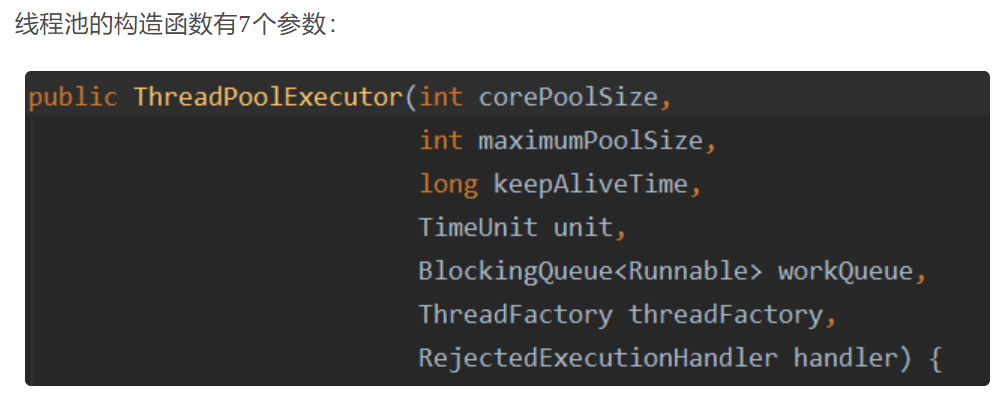 线程池的构造函数有7个参数：
public ThreadPoolExecutor(int corePoolSize,
int maximumPoolSize,
long keepAliveTime,
TimeUnit unit,
BlockingQueue<Runnable> workQueue,
ThreadFactory threadFactory,
RejectedExecutionHandler handler) {